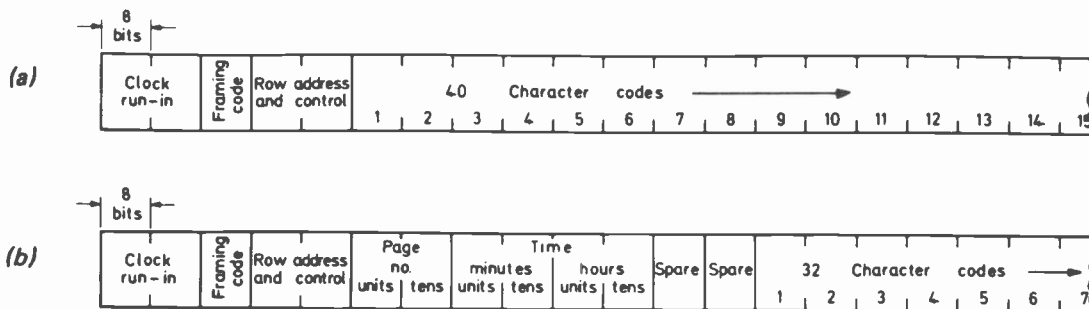 8
bits
(a)
Clock
run-in
Framing
code
Row address
and control
40 Character codes
1 2 3 4 5 6 7 8 9 10 11 12 13 14 15
8
bits
(b)
Clock
run-in
Framing
code
Row address
and control
Page
no.
units tens
Time
minutes
units tens
hours
units tens
Spare
Spare
32 Character codes
1 2 3 4 5 6 7